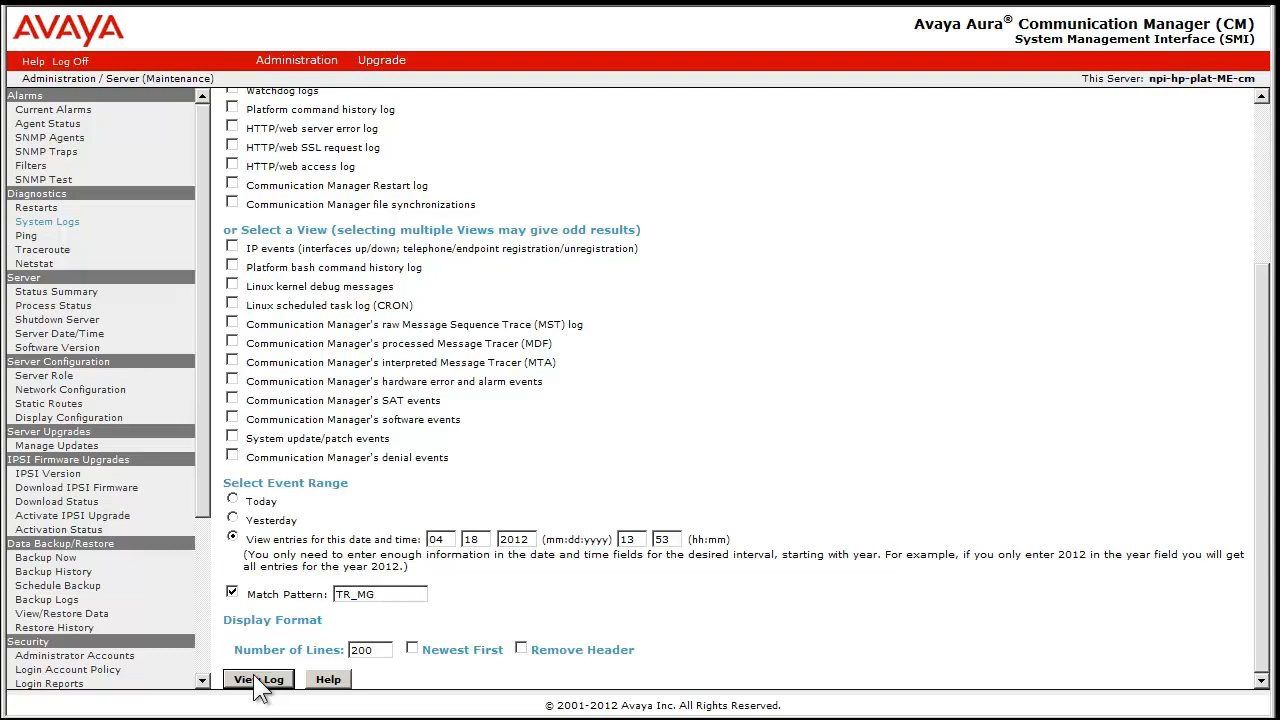 AVAYA
Avaya Aura® Communication Manager (CM)
System Management Interface (SMI)
Help Log Off Administration Upgrade
Administration / Server (Maintenance) This Server: npi-hp-plat-ME-cm
Alarms
Current Alarms
Agent Status
SNMP Agents
SNMP Traps
Filters
SNMP Test
Diagnostics
Restarts
System Logs
Ping
Traceroute
Netstat
Server
Status Summary
Process Status
Shutdown Server
Server Date/Time
Software Version
Server Configuration
Server Role
Network Configuration
Static Routes
Display Configuration
Server Upgrades
Manage Updates
IPSI Firmware Upgrades
IPSI Version
Download IPSI Firmware
Download Status
Activate IPSI Upgrade
Activation Status
Data Backup/Restore
Backup Now
Backup History
Schedule Backup
Backup Logs
View/Restore Data
Restore History
Security
Administrator Accounts
Login Account Policy
Login Reports
Watchdog logs
Platform command history log
HTTP/web server error log
HTTP/web SSL request log
HTTP/web access log
Communication Manager Restart log
Communication Manager file synchronizations
or Select a View (selecting multiple Views may give odd results)
IP events (interfaces up/down; telephone/endpoint registration/unregistration)
Platform bash command history log
Linux kernel debug messages
Linux scheduled task log (CRON)
Communication Manager's raw Message Sequence Trace (MST) log
Communication Manager's processed Message Tracer (MDF)
Communication Manager's interpreted Message Tracer (MTA)
Communication Manager's hardware error and alarm events
Communication Manager's SAT events
Communication Manager's software events
System update/patch events
Communication Manager's denial events
Select Event Range
Today
Yesterday
View entries for this date and time: 04 18 2012 (mm:dd:yyyy) 13 53 (hh:mm)
(You only need to enter enough information in the date and time fields for the desired interval, starting with year. For example, if you only enter 2012 in the year field you will get
all entries for the year 2012.)
Match Pattern: TR_MG
Display Format
Number of Lines: 200 Newest First Remove Header
View Log Help
© 2001-2012 Avaya Inc. All Rights Reserved.